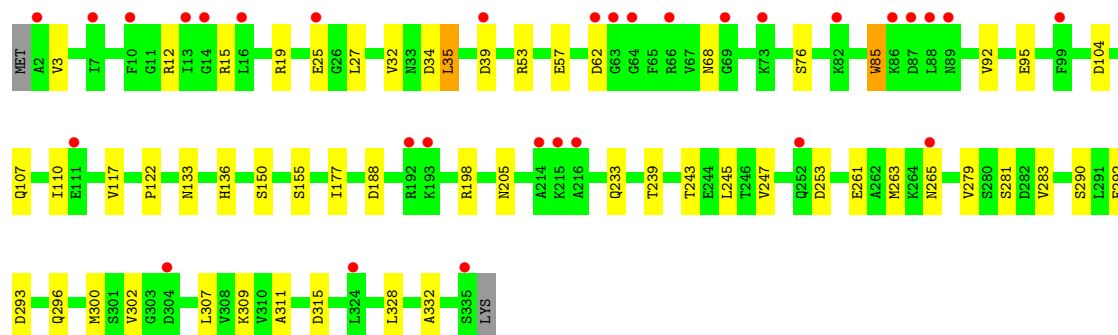 MET A2 V3 I7 F10 G11 R12 I13 G14 R15 L16 R19 E25 G26 L27 V32 N33 D34 L35 D39 R53 E57 D62 G63 G64 F65 R66 V67 N68 G69 K73 S76 K82 W85 K86 D87 L88 N89 V92 E95 F99 D104
Q107 I110 E111 V117 P122 N133 H136 S150 S155 I177 D188 R192 K193 R198 N205 A214 K215 A216 Q233 T239 T243 E244 L245 T246 V247 Q252 D253 E261 A262 M263 K264 N265 V279 S280 S281 D282 V283 S290 L291
D293 Q296 M300 S301 V302 G303 D304 L307 V308 K309 V310 A311 D315 L324 L328 A332 S335 LYS